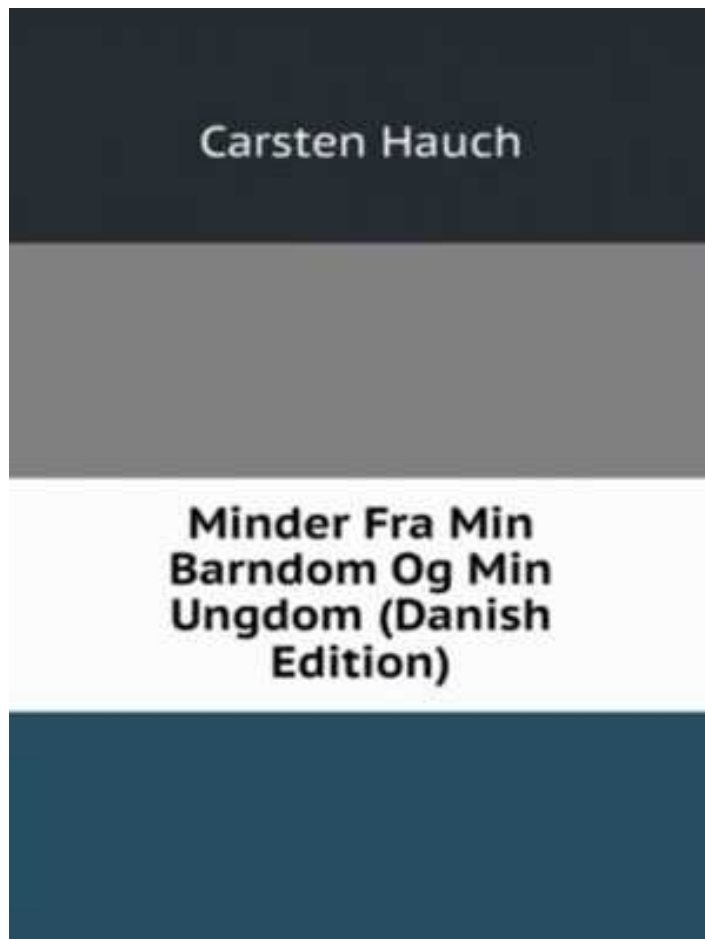 Carsten Hauch
Minder Fra Min
Barndom Og Min
Ungdom (Danish
Edition)